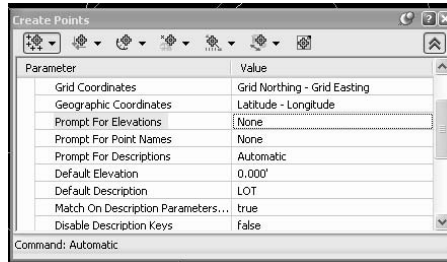 Create Points
Parameter Value
Grid Coordinates Grid Northing - Grid Easting
Geographic Coordinates Latitude - Longitude
Prompt For Elevations None
Prompt For Point Names None
Prompt For Descriptions Automatic
Default Elevation 0.000'
Default Description LOT
Match On Description Parameters... true
Disable Description Keys false
Command: Automatic